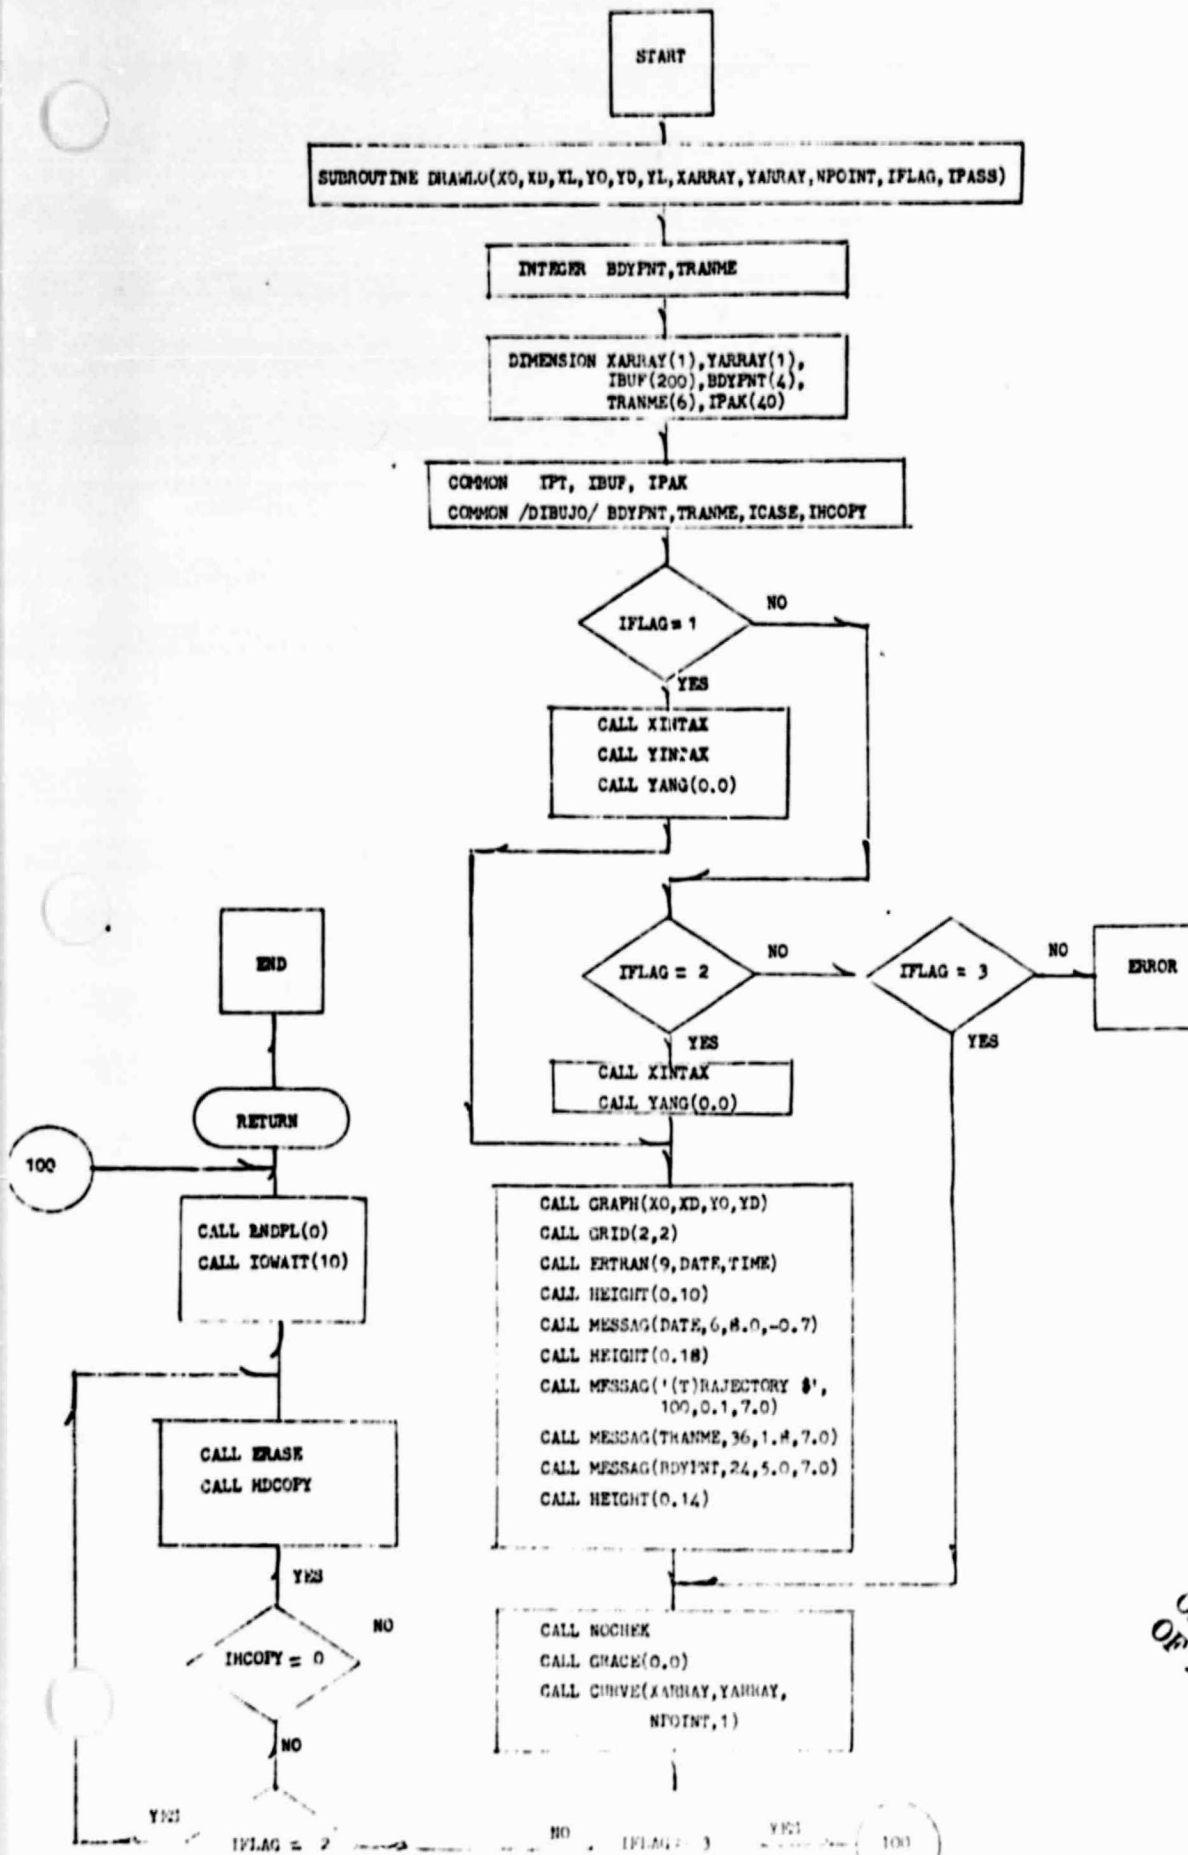 START
SUBROUTINE DRAWLO(XO,XD,XL,YO,YD,YL,XARRAY,YARRAY,NPOINT,IFLAG,IPASS)
INTEGER BDYPNT,TRANME
DIMENSION XARRAY(1),YARRAY(1),
IBUF(200),BDYPNT(4),
TRANME(6),IPAK(40)
COMMON IPT, IBUF, IPAK
COMMON /DIBUJO/ BDYPNT,TRANME,ICASE,IHCOPY
IFLAG = 1
NO
YES
CALL XINTAX
CALL YINTAX
CALL YANG(0.0)
IFLAG = 2
NO
IFLAG = 3
NO
ERROR
YES
YES
CALL XINTAX
CALL YANG(0.0)
CALL GRAPH(XO,XD,YO,YD)
CALL GRID(2,2)
CALL ERTRAN(9,DATE,TIME)
CALL HEIGHT(0.10)
CALL MESSAG(DATE,6,8.0,-0.7)
CALL HEIGHT(0.18)
CALL MESSAG('(T)RAJECTORY $',
100,0.1,7.0)
CALL MESSAG(TRANME,36,1.8,7.0)
CALL MESSAG(BDYPNT,24,5.0,7.0)
CALL HEIGHT(0.14)
CALL NOCHEK
CALL GRACE(0.0)
CALL CURVE(XARRAY,YARRAY,
NPOINT,1)
IFLAG = 3
YES
100
NO
IFLAG = 2
YES
NO
IHCOPY = 0
NO
YES
CALL ERASE
CALL HDCOPY
CALL ENDPL(0)
CALL IOWAIT(10)
100
RETURN
END
OF